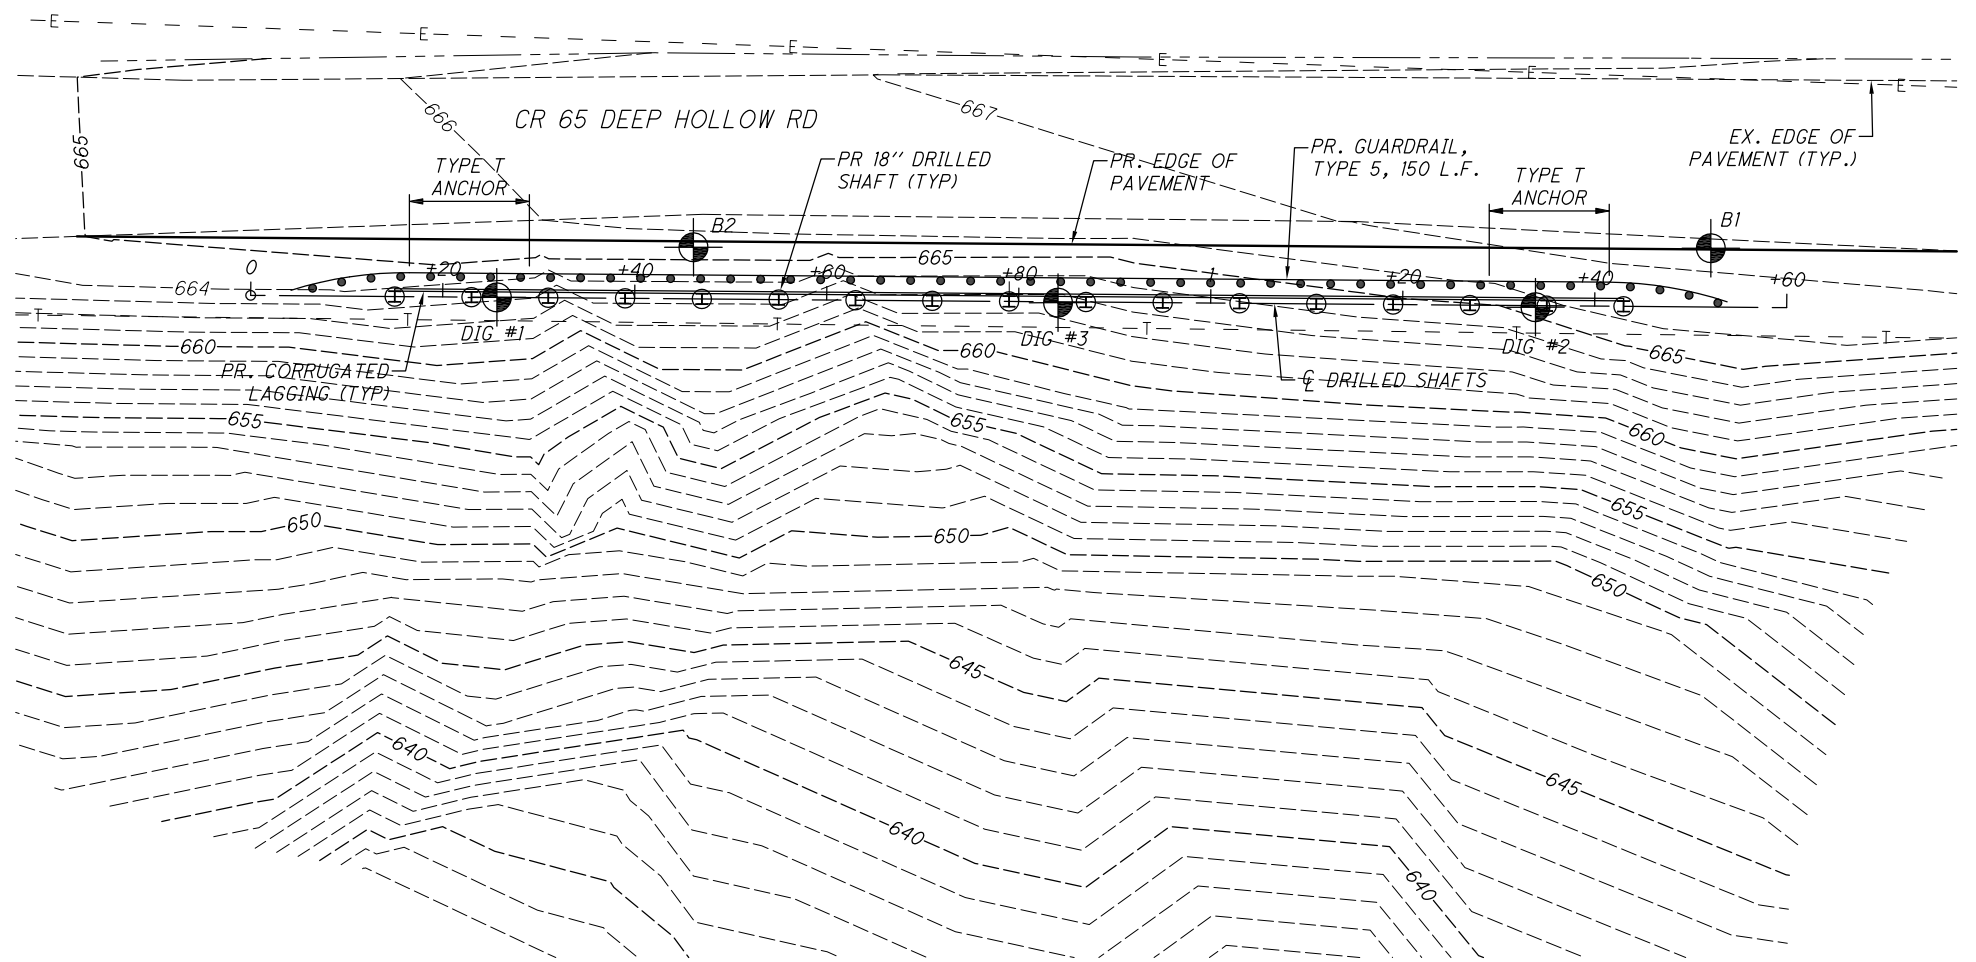 E E E E E E
665
666
667
CR 65 DEEP HOLLOW RD
TYPE T
ANCHOR
PR 18" DRILLED
SHAFT (TYP)
PR. EDGE OF
PAVEMENT
PR. GUARDRAIL,
TYPE 5, 150 L.F.
TYPE T
ANCHOR
EX. EDGE OF
PAVEMENT (TYP.)
B2
B1
665
0 +20 +40 +60 +80 1 +20 +40 +60
664
T T T T T T
DIG #1
DIG #3
DIG #2
660
660
665
PR. CORRUGATED
LAGGING (TYP)
℄ DRILLED SHAFTS
655
655
660
650
650
655
650
645
640
645
640
640